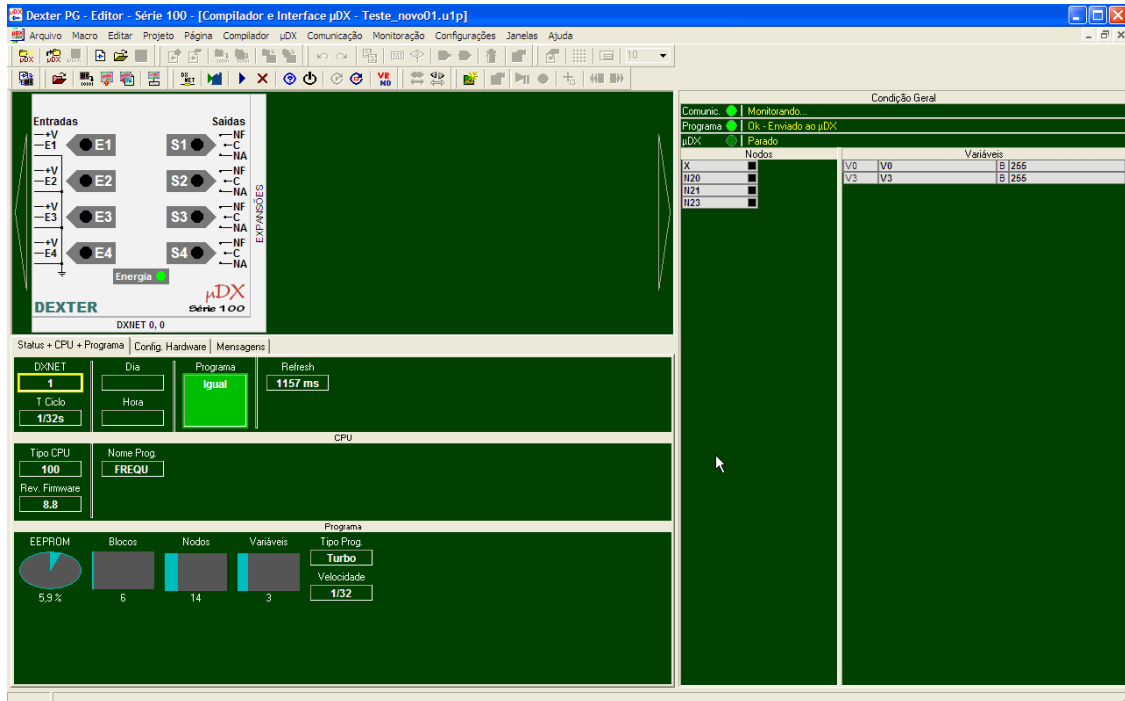 Dexter PG - Editor - Série 100 - [Compilador e Interface µDX - Teste_novo01.u1p]
Arquivo Macro Editar Projeto Página Compilador µDX Comunicação Monitoração Configurações Janelas Ajuda
10
Entradas Saídas
+V NF
E1 E1 S1 C
NA
+V NF
E2 E2 S2 C
NA
+V NF
E3 E3 S3 C
NA
+V NF
E4 E4 S4 C
NA
EXPANSÕES
Energia
µDX
DEXTER Série 100
DXNET 0, 0
Condição Geral
Comunic. Monitorando...
Programa Ok - Enviado ao µDX
µDX Parado
Nodos Variáveis
X V0 V0 B 255
N20 V3 V3 B 255
N21
N23
Status + CPU + Programa Config. Hardware Mensagens
DXNET Dia Programa Refresh
1 Igual 1157 ms
T Ciclo Hora
1/32s
CPU
Tipo CPU Nome Prog.
100 FREQU
Rev. Firmware
8.8
Programa
EEPROM Blocos Nodos Variáveis Tipo Prog.
Turbo
Velocidade
1/32
5,9 % 6 14 3